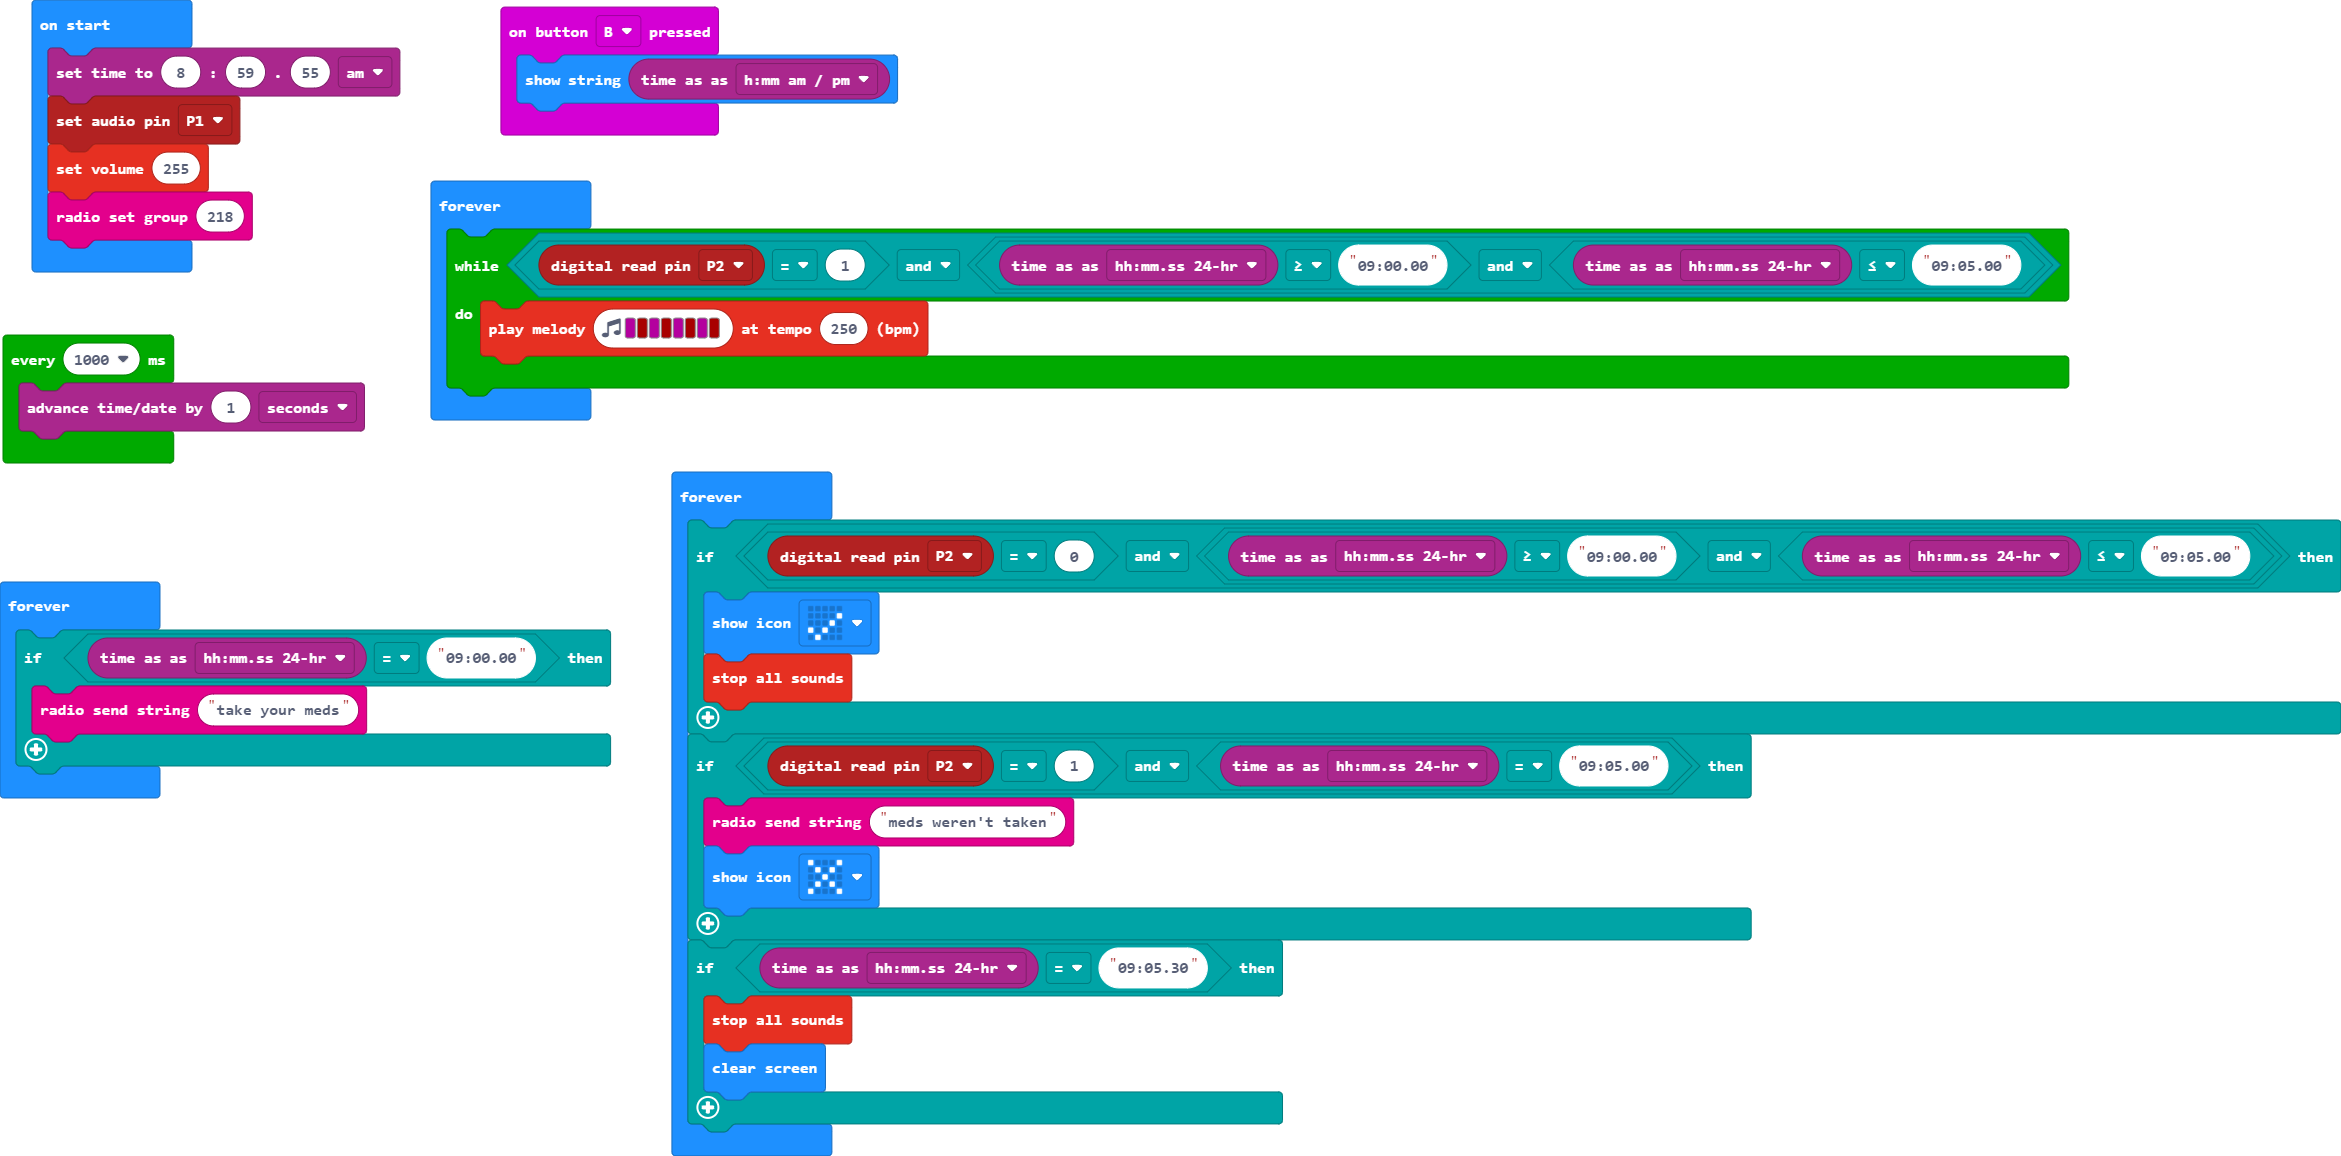 on start
set time to 8 : 59 . 55 am
set audio pin P1
set volume 255
radio set group 218
on button B pressed
show string time as as h:mm am / pm
forever
while digital read pin P2 = 1 and time as as hh:mm.ss 24-hr ≥ "09:00.00" and time as as hh:mm.ss 24-hr ≤ "09:05.00"
do
play melody at tempo 250 (bpm)
every 1000 ms
advance time/date by 1 seconds
forever
if time as as hh:mm.ss 24-hr = "09:00.00" then
radio send string "take your meds"
forever
if digital read pin P2 = 0 and time as as hh:mm.ss 24-hr ≥ "09:00.00" and time as as hh:mm.ss 24-hr ≤ "09:05.00" then
show icon
stop all sounds
if digital read pin P2 = 1 and time as as hh:mm.ss 24-hr = "09:05.00" then
radio send string "meds weren't taken"
show icon
if time as as hh:mm.ss 24-hr = "09:05.30" then
stop all sounds
clear screen